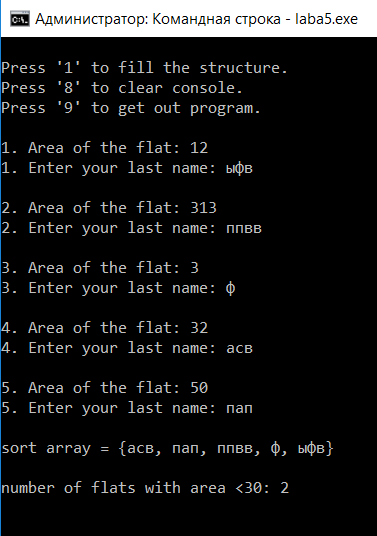 Администратор: Командная строка - laba5.exe
Press '1' to fill the structure.
Press '8' to clear console.
Press '9' to get out program.
1. Area of the flat: 12
1. Enter your last name: ыфв
2. Area of the flat: 313
2. Enter your last name: ппвв
3. Area of the flat: 3
3. Enter your last name: ф
4. Area of the flat: 32
4. Enter your last name: асв
5. Area of the flat: 50
5. Enter your last name: пап
sort array = {асв, пап, ппвв, ф, ыфв}
number of flats with area <30: 2